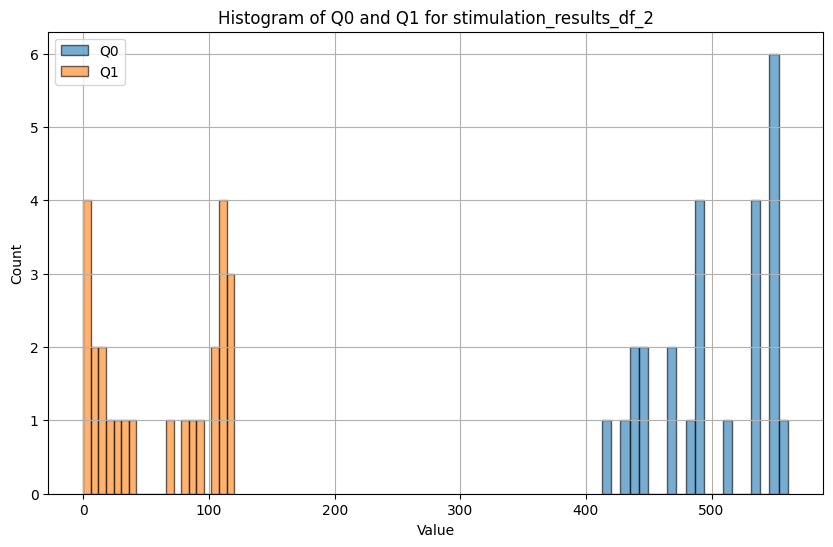 Histogram of Q0 and Q1 for stimulation_results_df_2
Q0
Q1
6
5
4
3
2
1
0
Count
0 100 200 300 400 500
Value